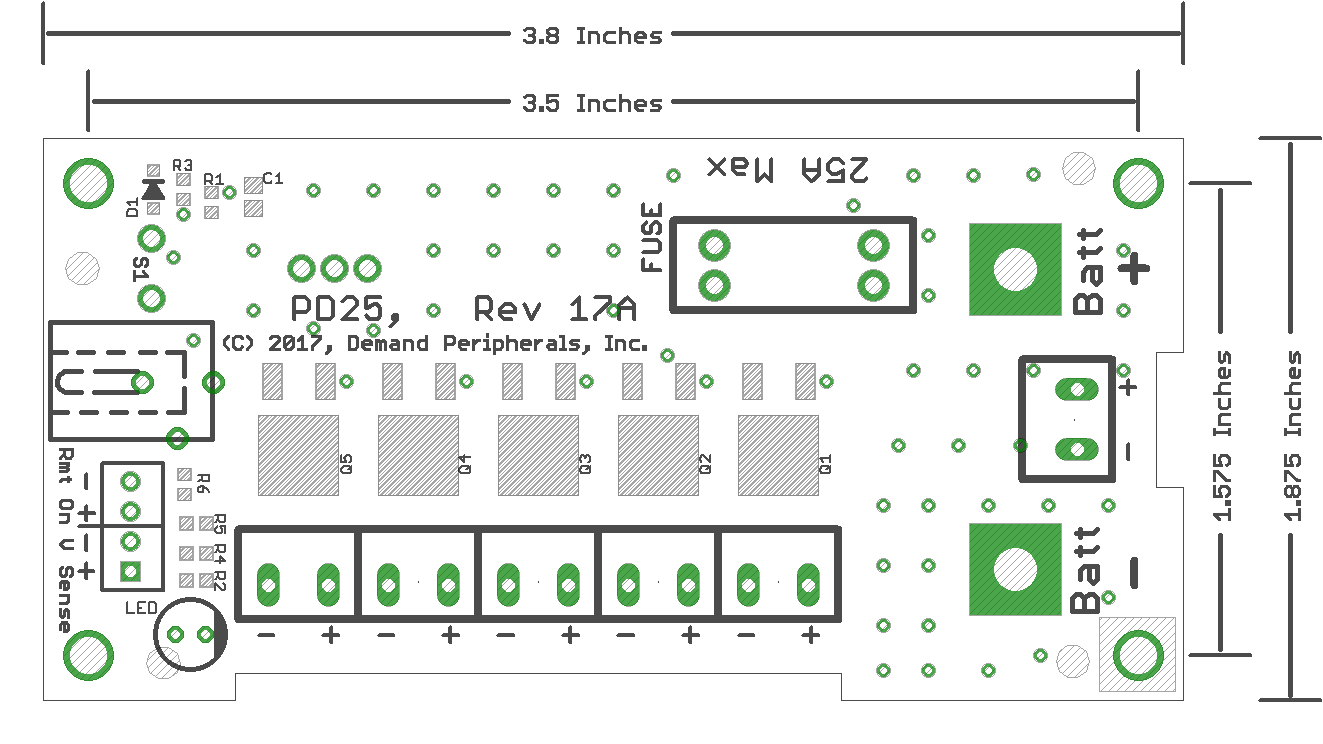 3.8 Inches
3.5 Inches
R3
R1
C1
D1
25A Max
S1
FUSE
Batt
+
PD25, Rev 17A
(C) 2017, Demand Peripherals, Inc.
1.575 Inches
1.875 Inches
+
-
Q5
Q4
Q3
Q2
Q1
Rmt On
-
+
V Sense
-
+
R6
R5
R4
R2
LED
Batt
-
- + - + - + - + - +